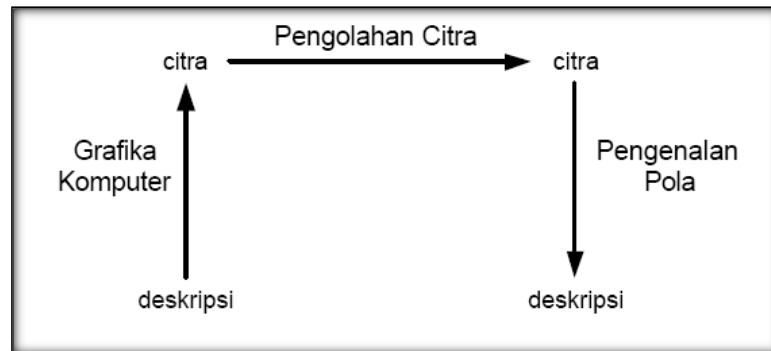 Pengolahan Citra
citra
citra
Grafika
Komputer
Pengenalan
Pola
deskripsi
deskripsi